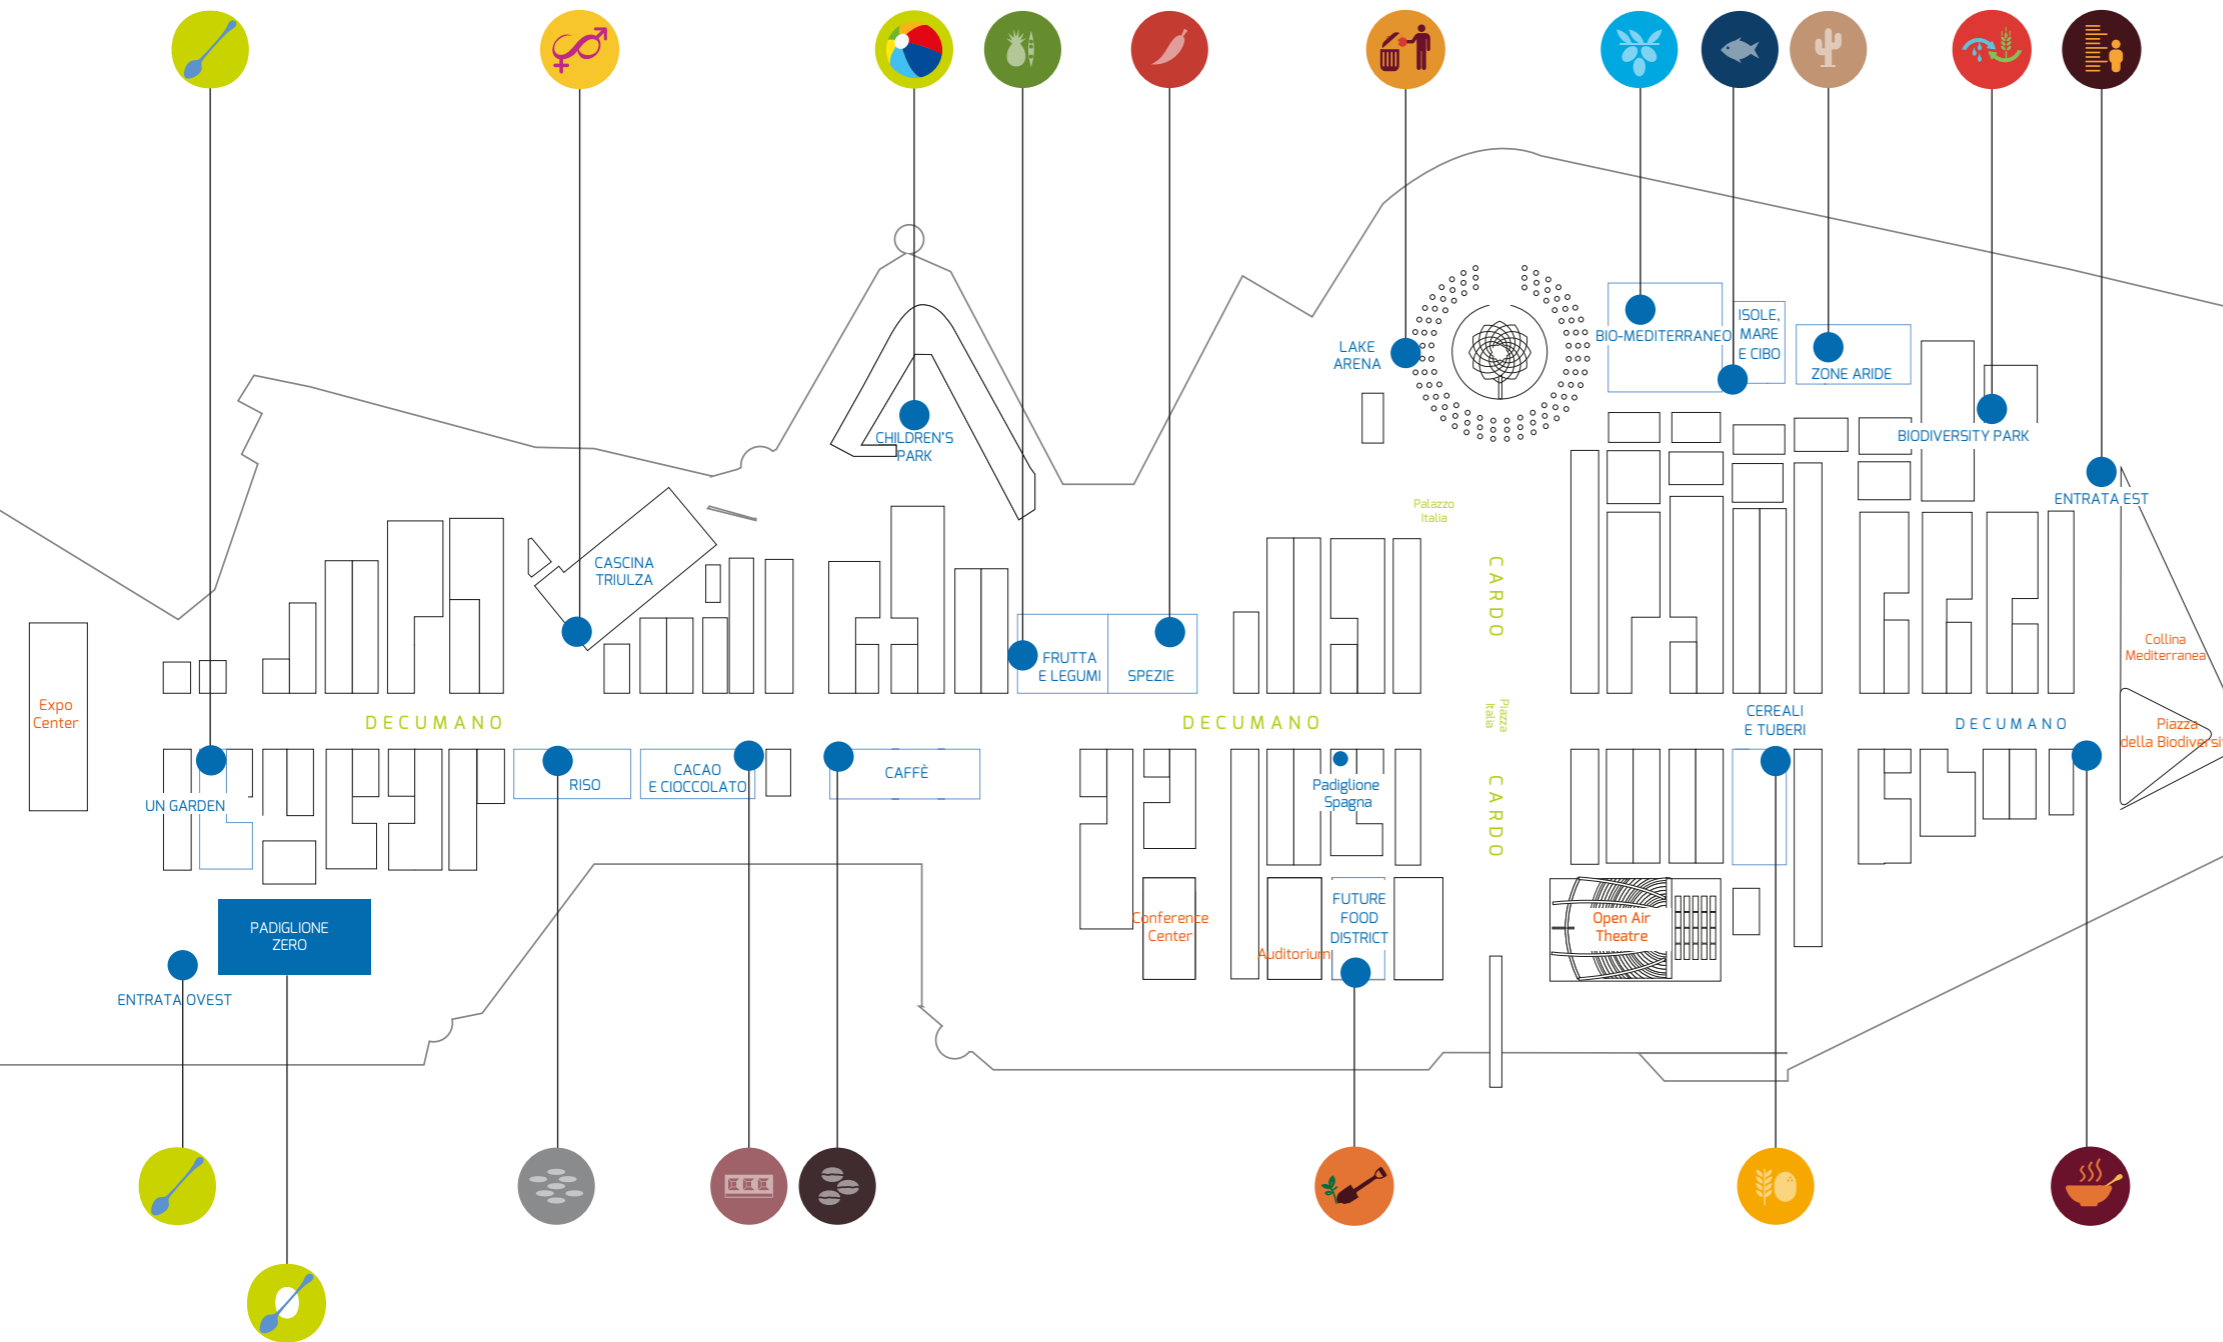 LAKE
ARENA
BIO-MEDITERRANEO
ISOLE,
MARE
E CIBO
ZONE ARIDE
CHILDREN'S
PARK
BIODIVERSITY PARK
ENTRATA EST
Palazzo
Italia
CASCINA
TRIULZA
CARDO
FRUTTA
E LEGUMI
SPEZIE
Collina
Mediterranea
Expo
Center
DECUMANO
DECUMANO
Piazza
Italia
CEREALI
E TUBERI
DECUMANO
Piazza
della Biodiversit
UN GARDEN
RISO
CACAO
E CIOCCOLATO
CAFFÈ
Padiglione
Spagna
CARDO
PADIGLIONE
ZERO
ENTRATA OVEST
Conference
Center
Auditorium
FUTURE
FOOD
DISTRICT
Open Air
Theatre